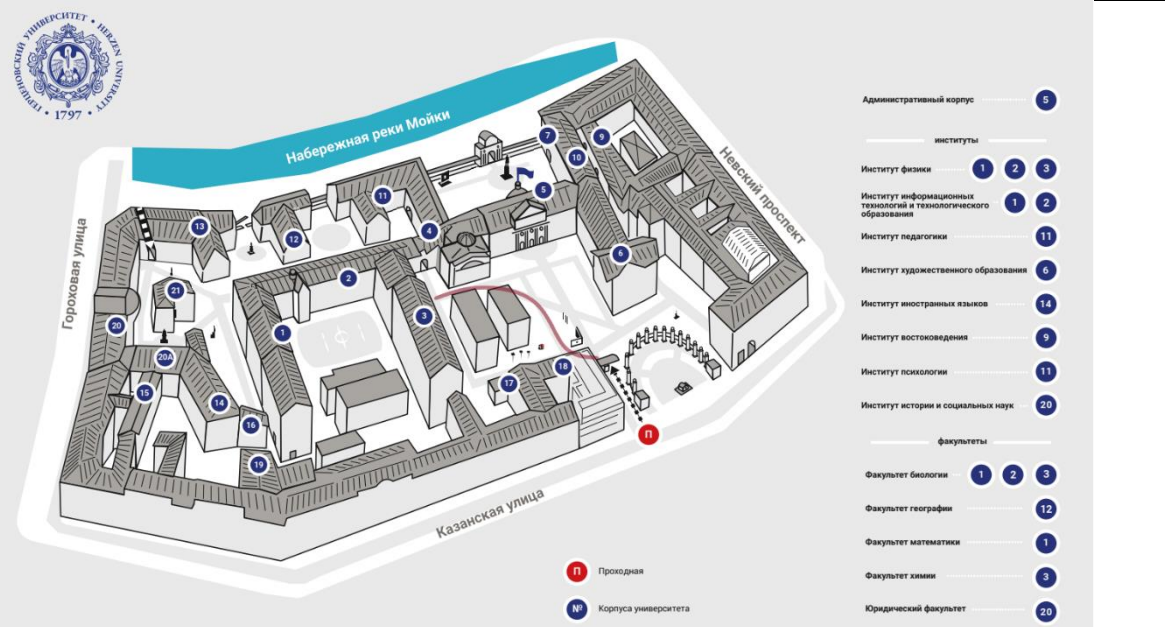 ГЕРЦЕНОВСКИЙ УНИВЕРСИТЕТ • HERZEN UNIVERSITY
• 1797 •
Набережная реки Мойки
Невский проспект
Гороховая улица
Казанская улица
7
9
10
5
11
13
12
4
6
2
21
3
1
20
20А
18
17
15
14
16
19
П
Административный корпус 5
институты
Институт физики 1 2 3
Институт информационных
технологий и технологического
образования 1 2
Институт педагогики 11
Институт художественного образования 6
Институт иностранных языков 14
Институт востоковедения 9
Институт психологии 11
Институт истории и социальных наук 20
факультеты
Факультет биологии 1 2 3
Факультет географии 12
Факультет математики 1
Факультет химии 3
Юридический факультет 20
П Проходная
№ Корпуса университета